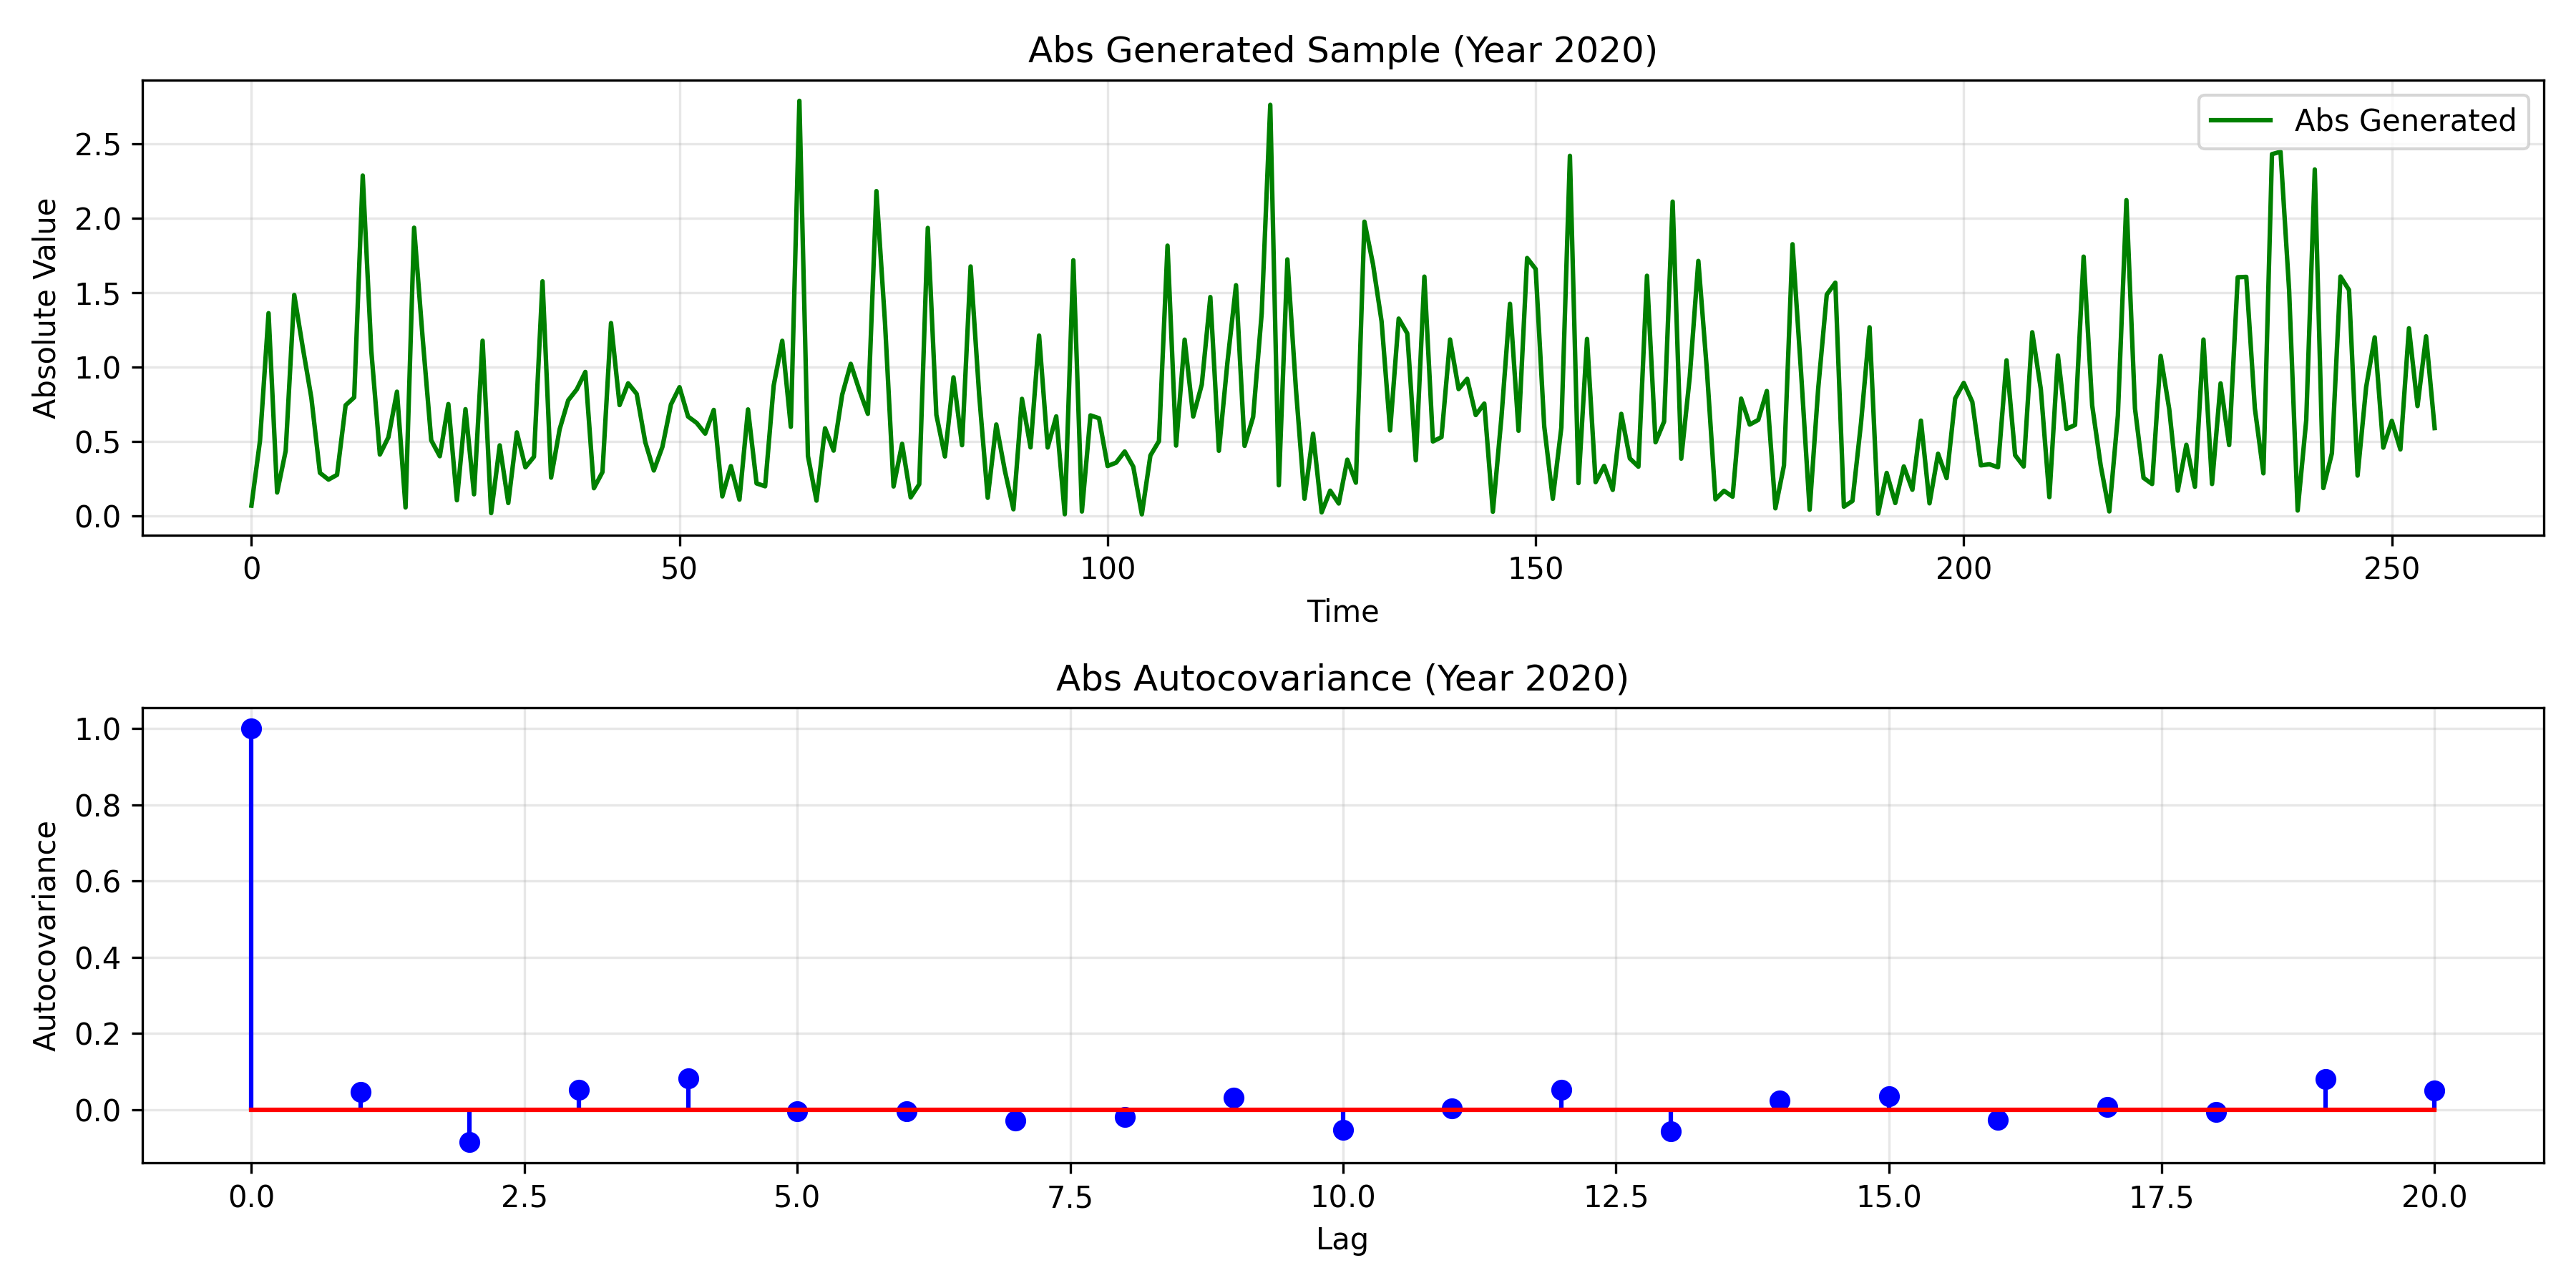 Abs Generated Sample (Year 2020)
Abs Generated
Absolute Value
2.5
2.0
1.5
1.0
0.5
0.0
0 50 100 150 200 250
Time
Abs Autocovariance (Year 2020)
Autocovariance
1.0
0.8
0.6
0.4
0.2
0.0
0.0 2.5 5.0 7.5 10.0 12.5 15.0 17.5 20.0
Lag